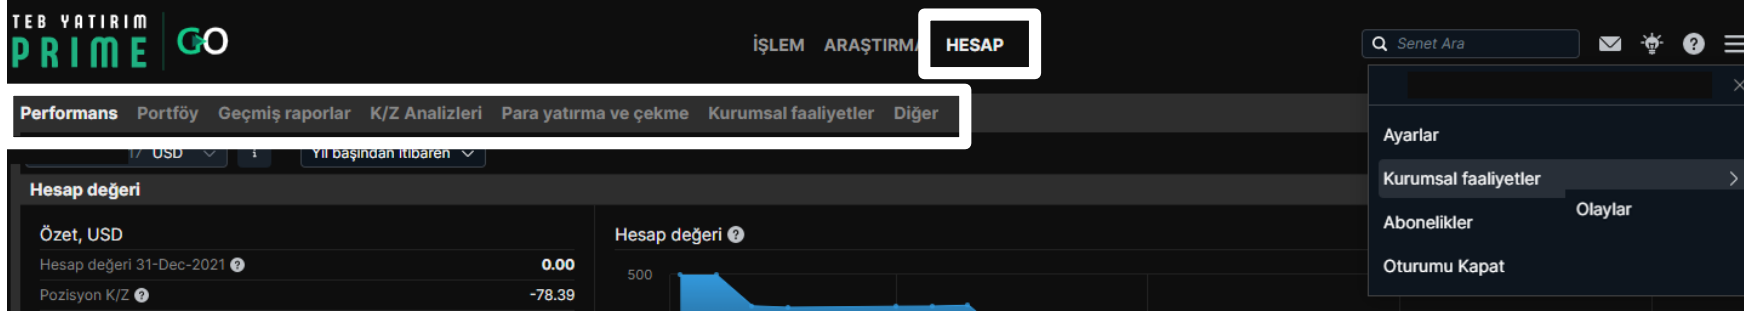 TEB YATIRIM
PRIME GO
İŞLEM ARAŞTIRMA HESAP
Senet Ara
Performans Portföy Geçmiş raporlar K/Z Analizleri Para yatırma ve çekme Kurumsal faaliyetler Diğer
USD Yıl başından itibaren
Hesap değeri
Özet, USD
Hesap değeri 31-Dec-2021 0.00
Pozisyon K/Z -78.39
Hesap değeri
500
Ayarlar
Kurumsal faaliyetler
Olaylar
Abonelikler
Oturumu Kapat